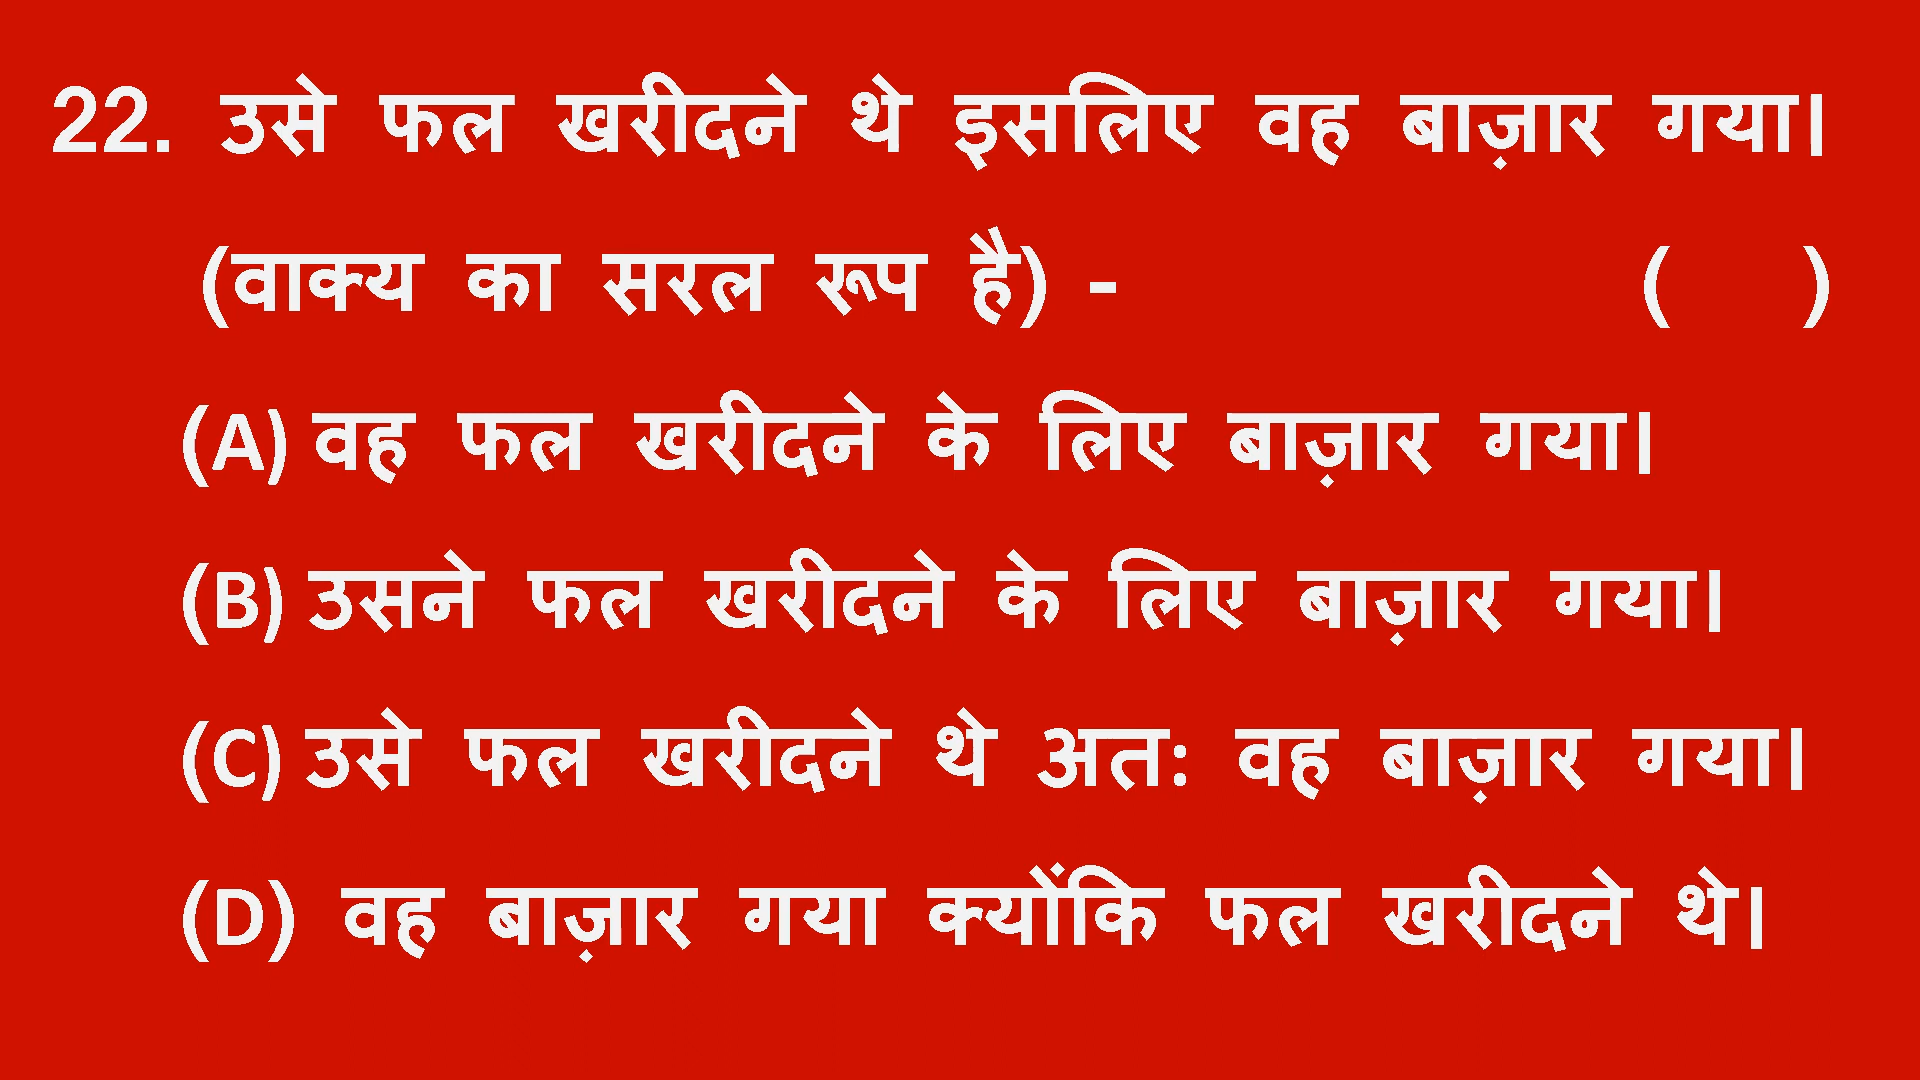 22. उसे फल खरीदने थे इसलिए वह बाज़ार गया।
(वाक्य का सरल रूप है) - ( )
(A) वह फल खरीदने के लिए बाज़ार गया।
(B) उसने फल खरीदने के लिए बाज़ार गया।
(C) उसे फल खरीदने थे अत: वह बाज़ार गया।
(D) वह बाज़ार गया क्योंकि फल खरीदने थे।